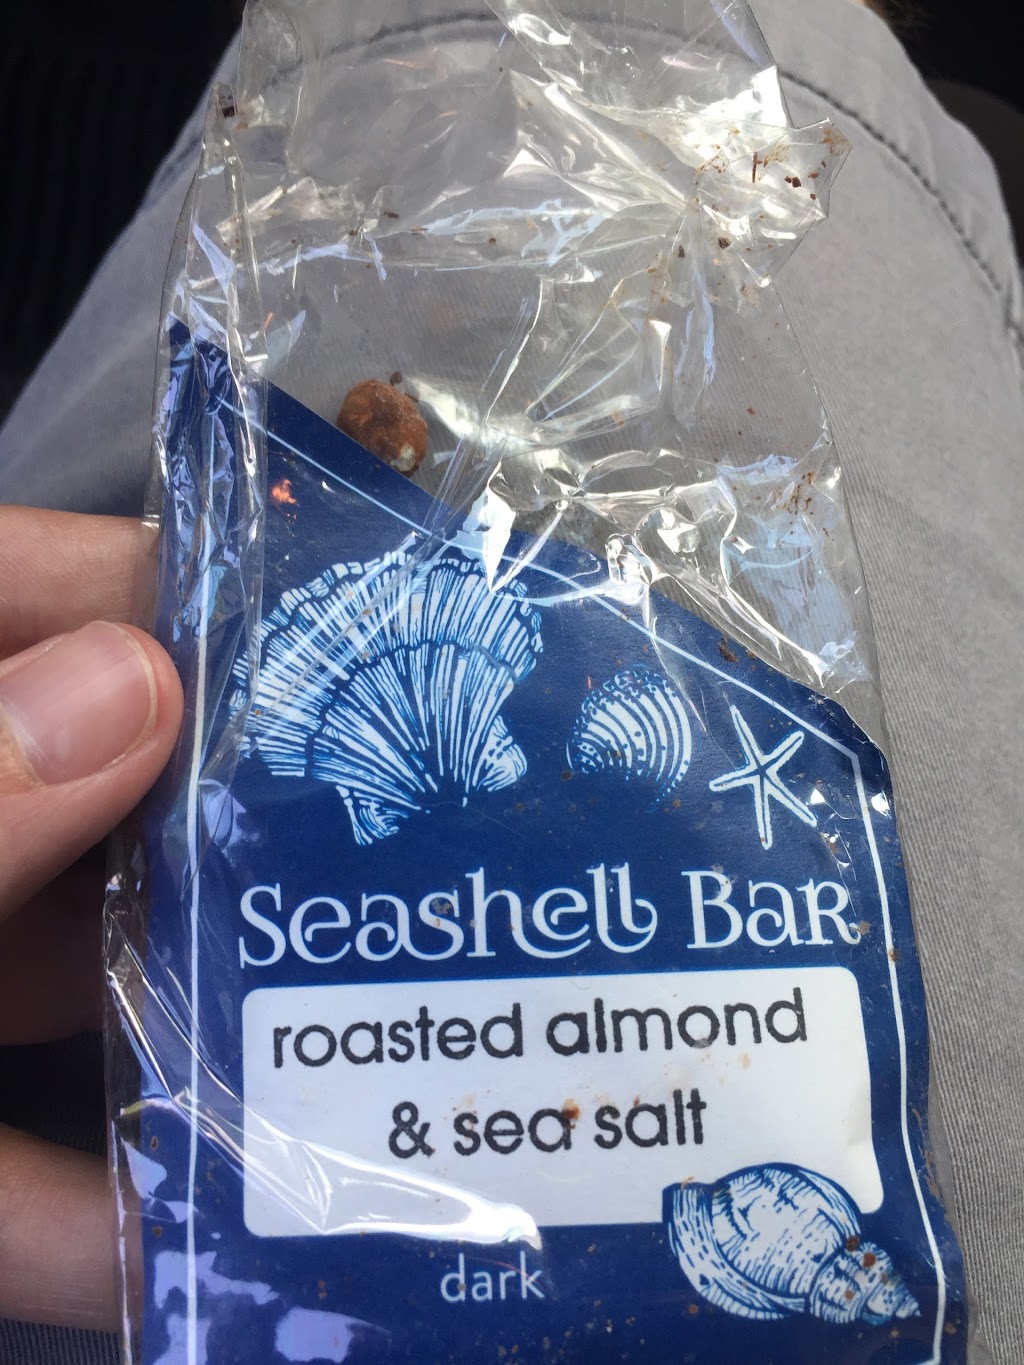 Seashell Bar
roasted almond
& sea salt
dark